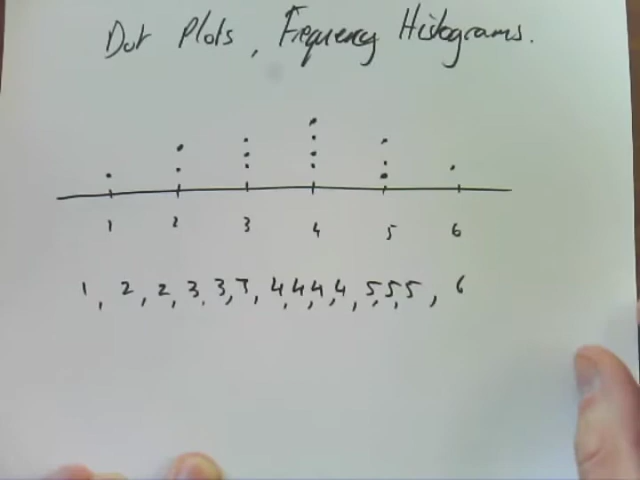 Dot Plots, Frequency Histograms.
1 2 3 4 5 6
1, 2, 2, 3, 3, 3, 4, 4, 4, 4, 5, 5, 5, 6